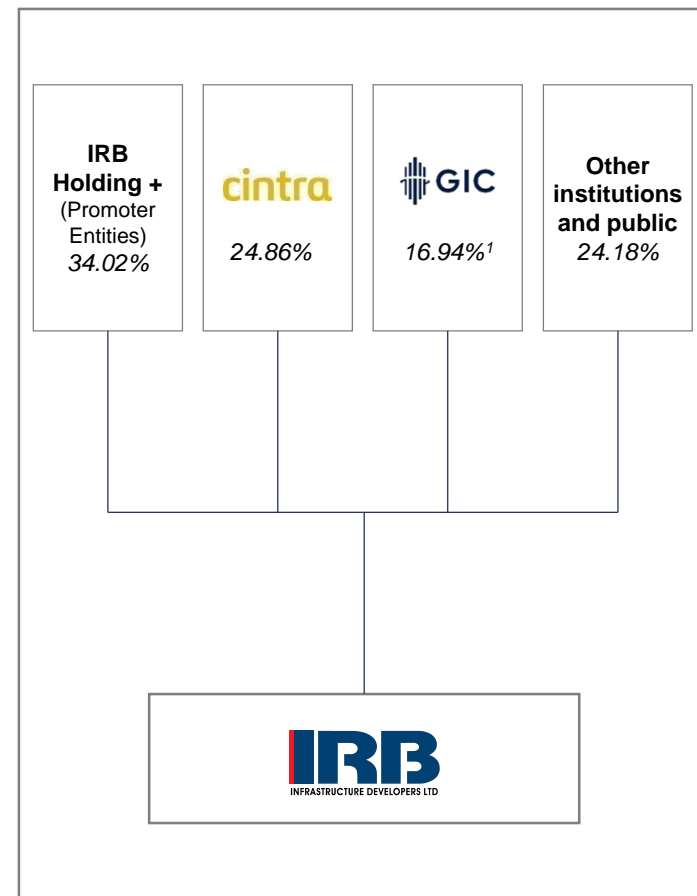 IRB
Holding +
(Promoter
Entities)
34.02%
cintra
24.86%
GIC
16.94%¹
Other
institutions
and public
24.18%
IRB
INFRASTRUCTURE DEVELOPERS LTD